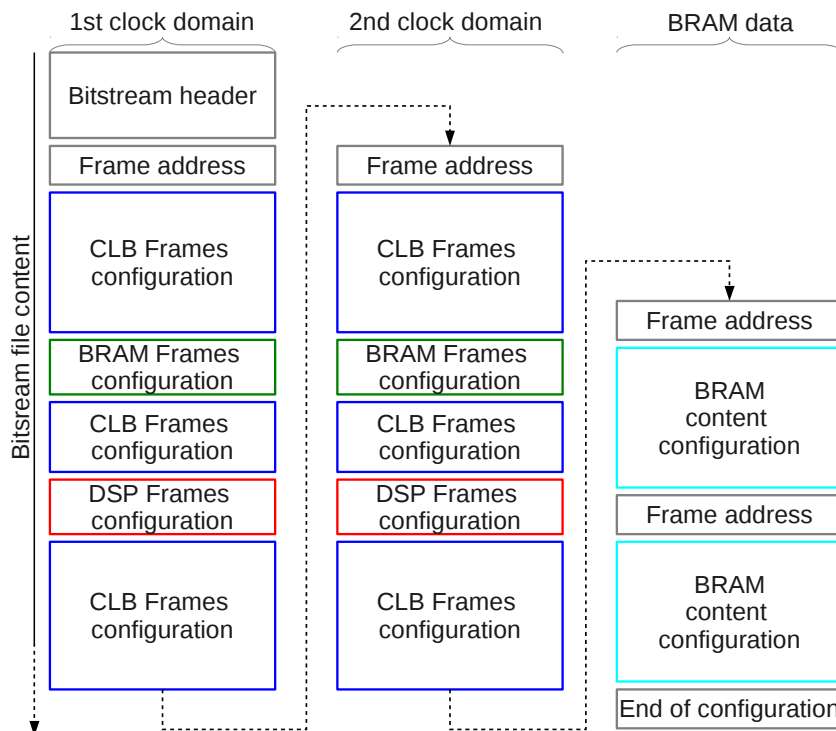 1st clock domain
Bitstream header
Frame address
CLB Frames
configuration
BRAM Frames
configuration
CLB Frames
configuration
DSP Frames
configuration
CLB Frames
configuration
2nd clock domain
Frame address
CLB Frames
configuration
BRAM Frames
configuration
CLB Frames
configuration
DSP Frames
configuration
CLB Frames
configuration
BRAM data
Frame address
BRAM
content
configuration
Frame address
BRAM
content
configuration
End of configuration
Bitsream file content